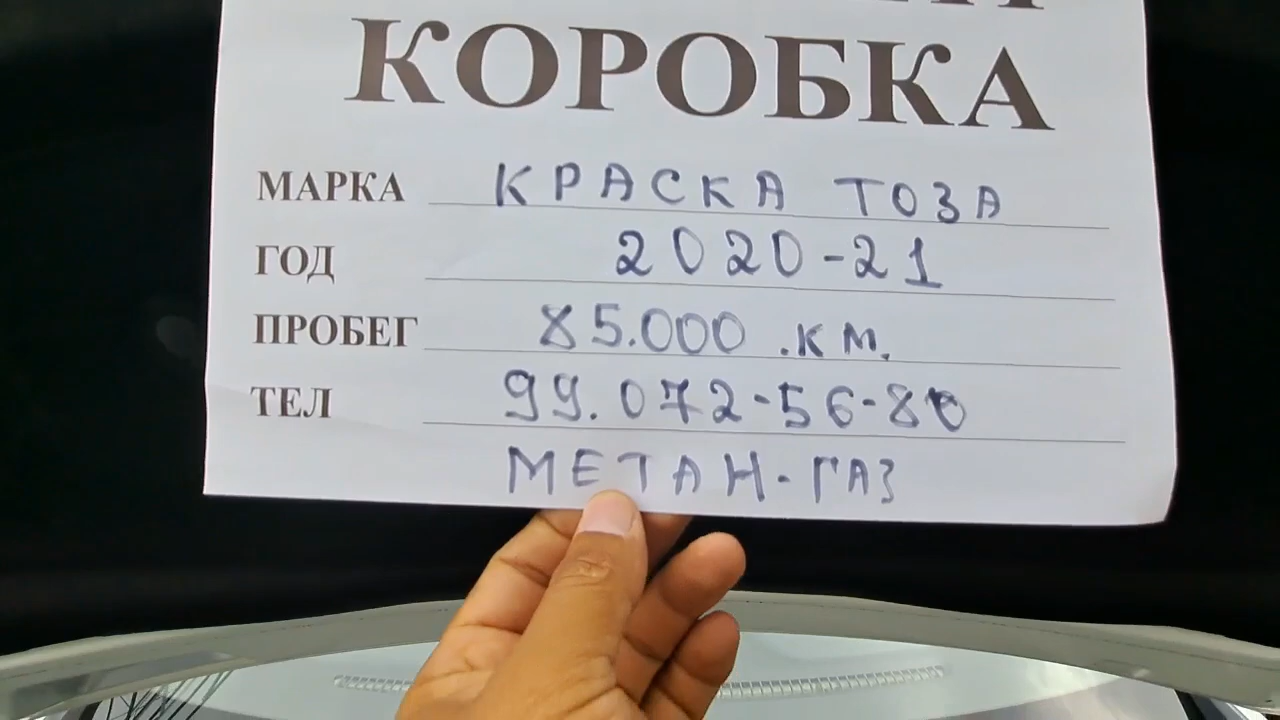 КОРОБКА
МАРКА КРАСКА ТОЗА
ГОД 2020-21
ПРОБЕГ 85.000 .КМ.
ТЕЛ 99.072-56-80
МЕТАН-ГАЗ